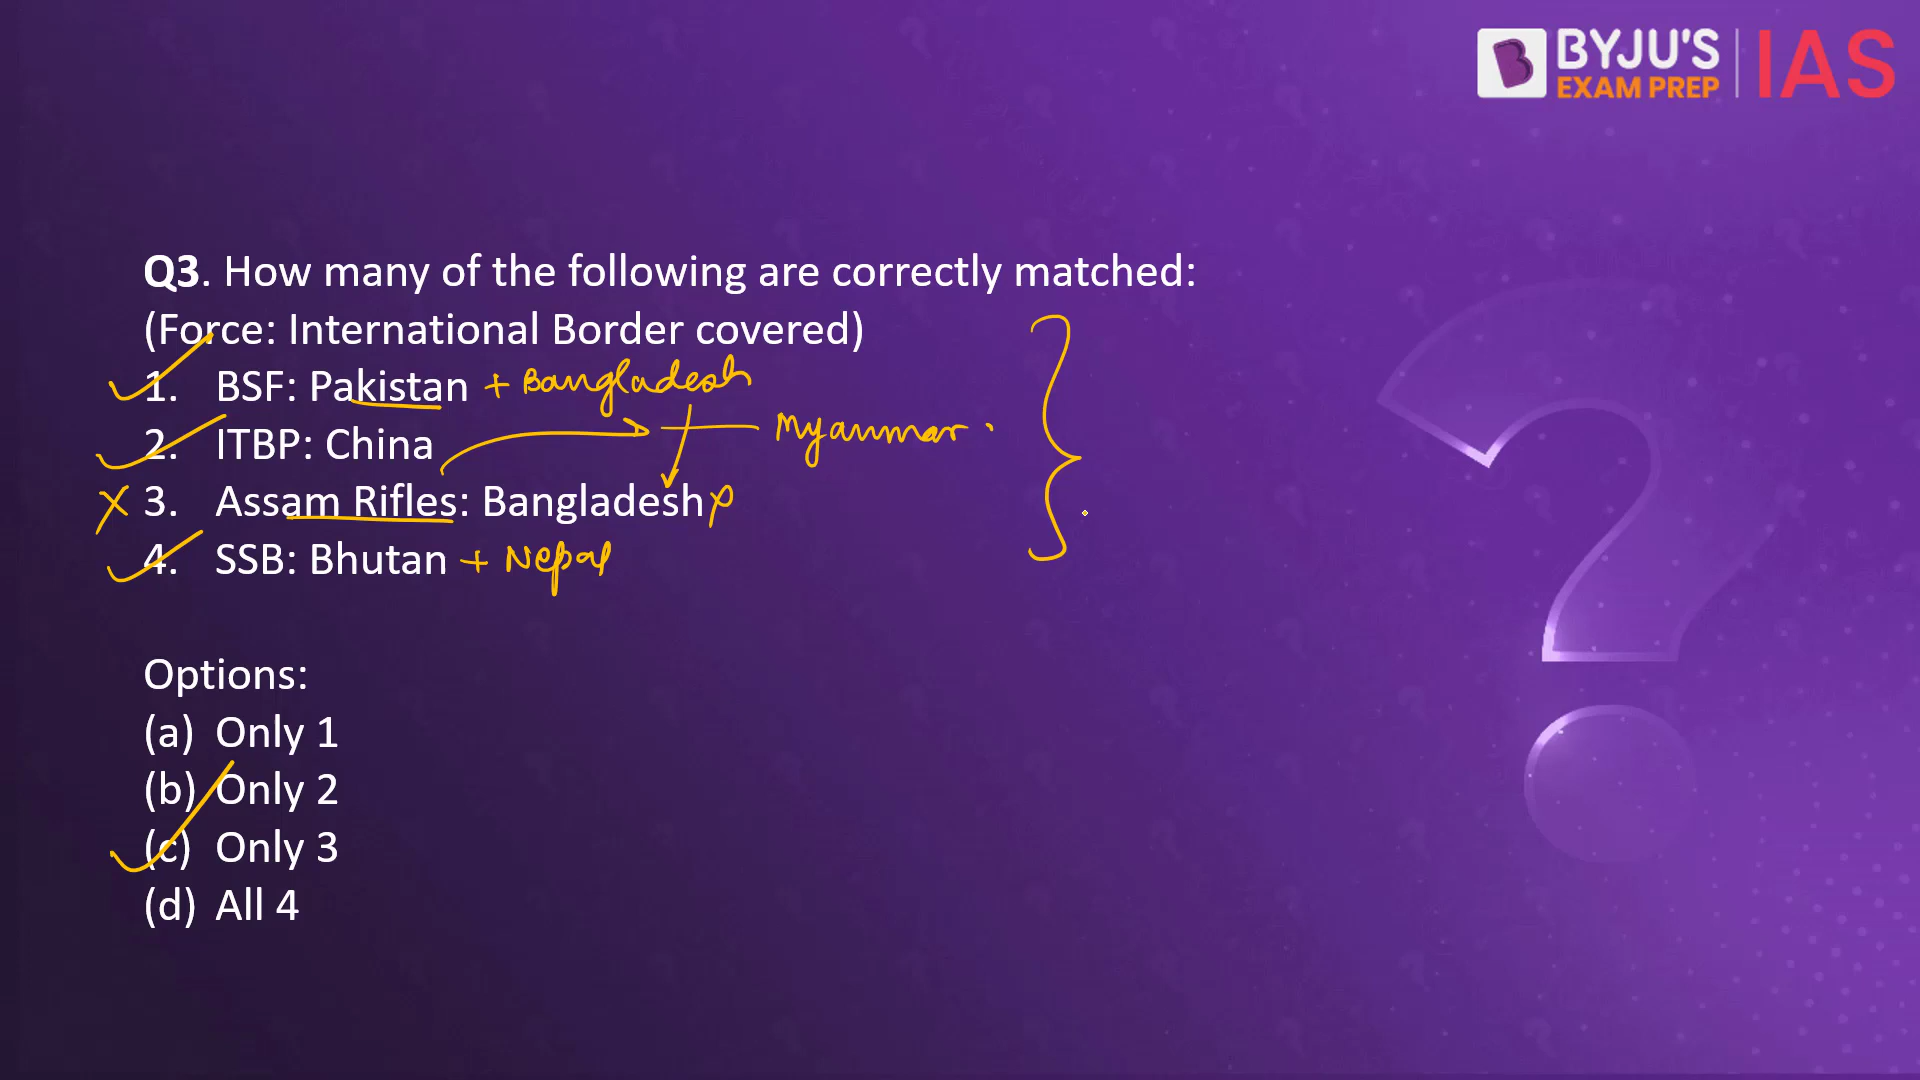 BYJU'S
EXAM PREP
IAS
Q3. How many of the following are correctly matched:
(Force: International Border covered)
1. BSF: Pakistan + Bangladesh
Myanmar
2. ITBP: China
3. Assam Rifles: Bangladesh
4. SSB: Bhutan + Nepal
Options:
(a) Only 1
(b) Only 2
(c) Only 3
(d) All 4